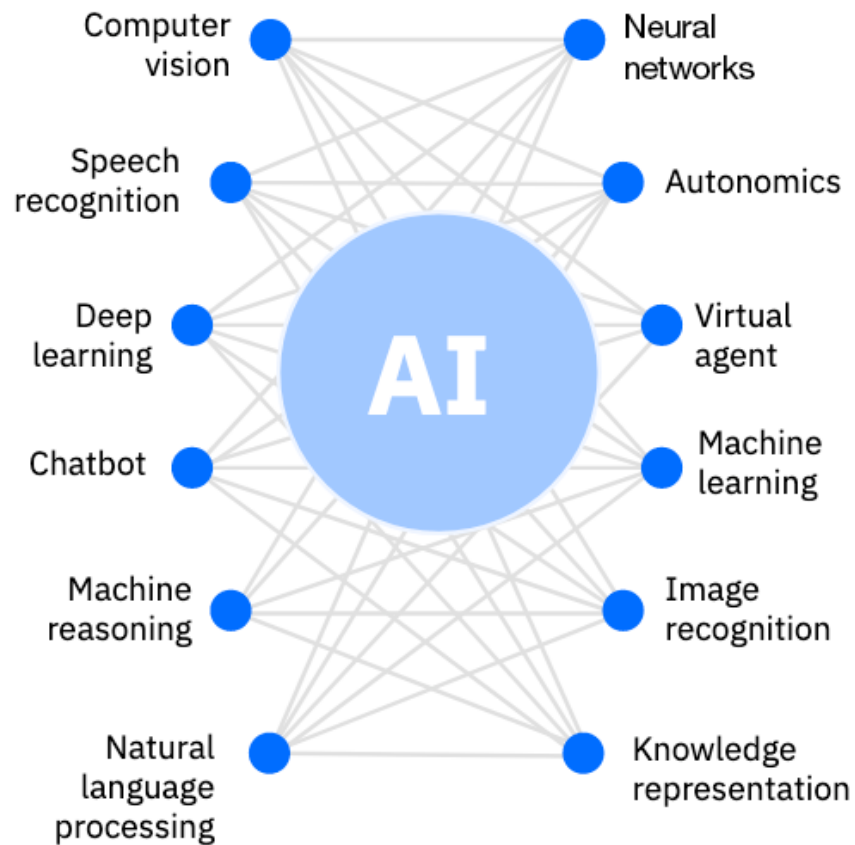 Computer
vision
Neural
networks
Speech
recognition
Autonomics
Deep
learning
Virtual
agent
AI
Chatbot
Machine
learning
Machine
reasoning
Image
recognition
Natural
language
processing
Knowledge
representation